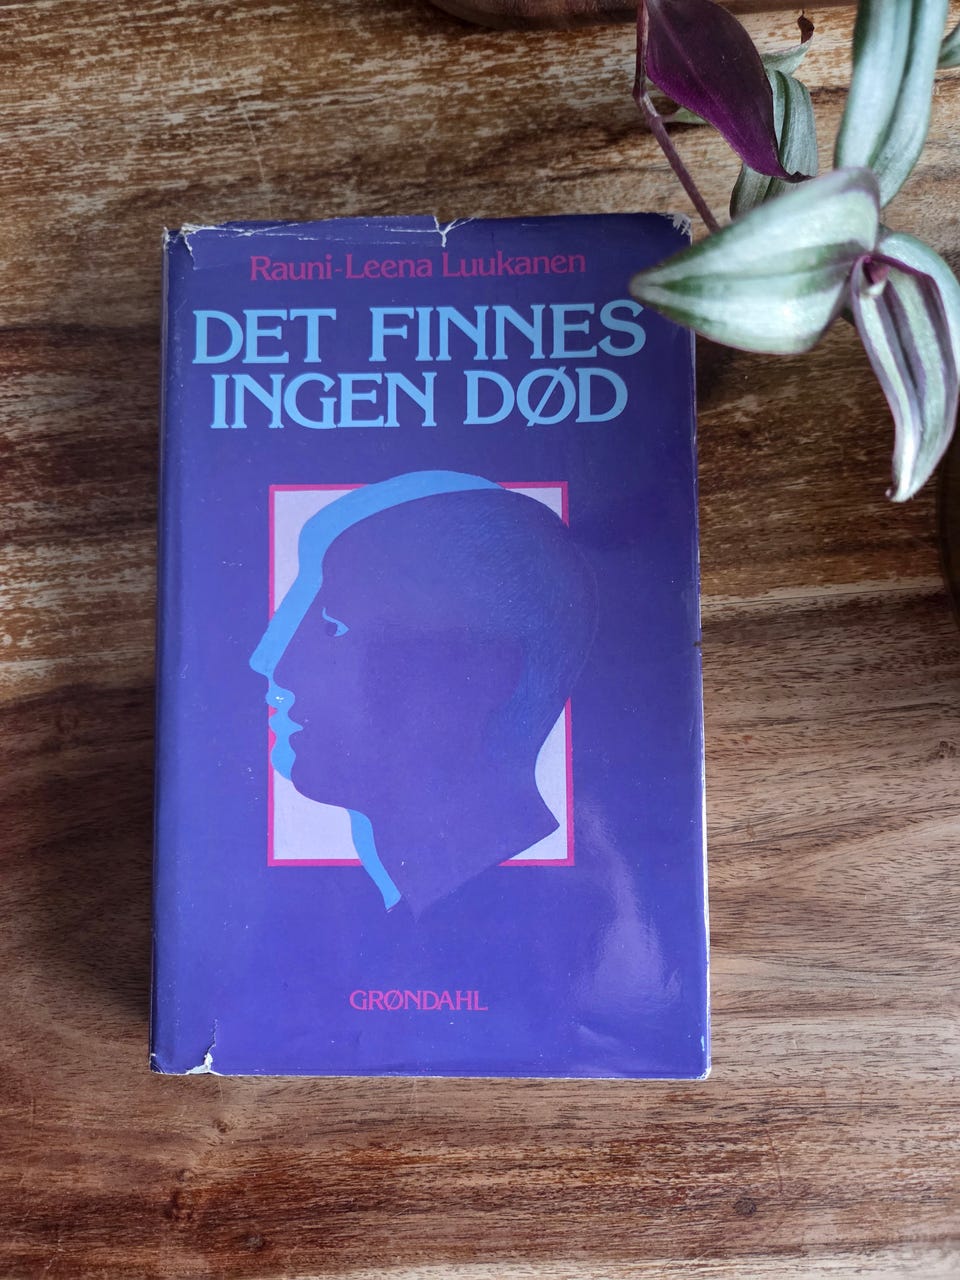 Rauni-Leena Luukanen
DET FINNES
INGEN DØD
GRØNDAHL